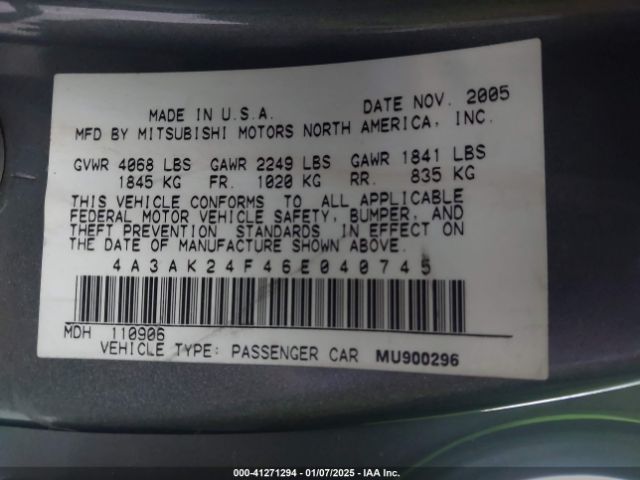 MADE IN U.S.A. DATE NOV. 2005
MFD BY MITSUBISHI MOTORS NORTH AMERICA, INC.
GVWR 4068 LBS GAWR 2249 LBS GAWR 1841 LBS
1845 KG FR. 1020 KG RR. 835 KG
THIS VEHICLE CONFORMS TO ALL APPLICABLE
FEDERAL MOTOR VEHICLE SAFETY, BUMPER, AND
THEFT PREVENTION STANDARDS IN EFFECT ON
THE DATE OF MANUFACTURE SHOWN ABOVE.
4A3AK24F46E040745
MDH 110906
VEHICLE TYPE: PASSENGER CAR MU900296
000-41271294 | 01/07/2025 | IAA Inc.